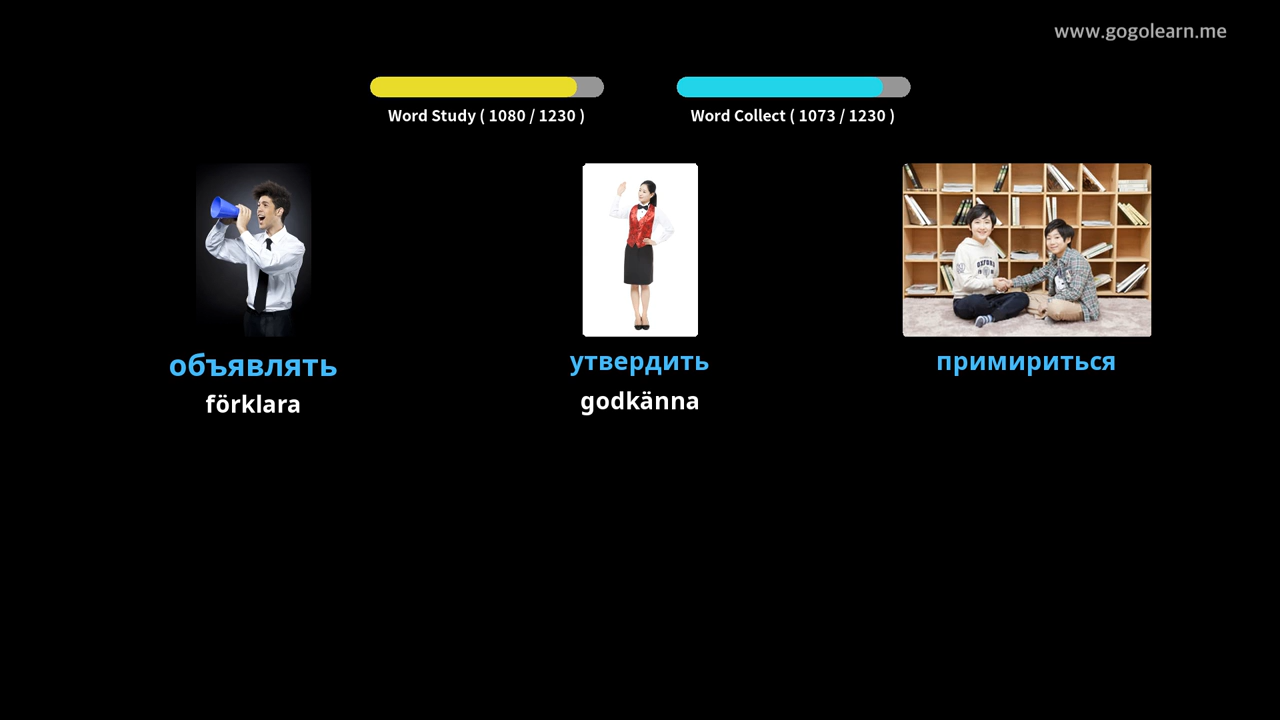 www.gogolearn.me
Word Study ( 1080 / 1230 )
Word Collect ( 1073 / 1230 )
объявлять
förklara
утвердить
godkänna
примириться